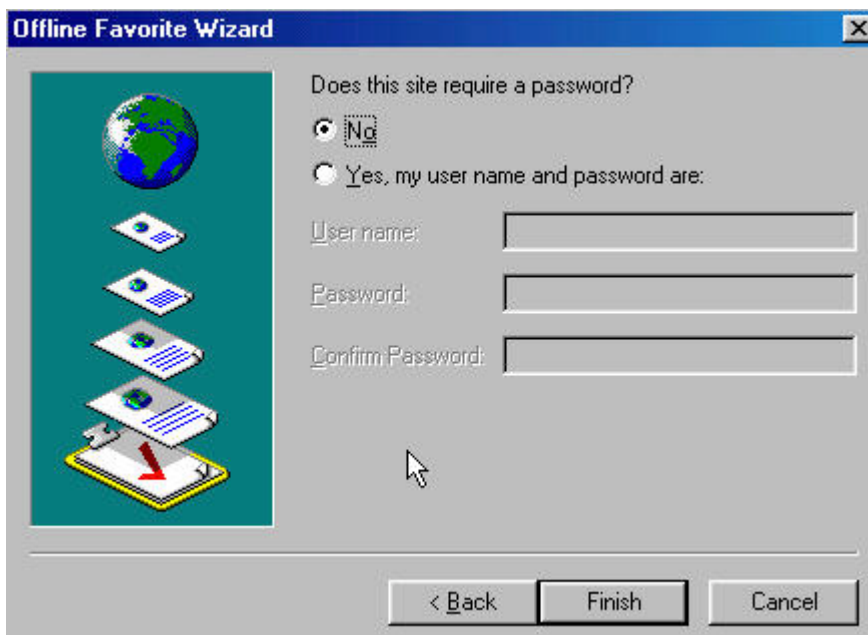 Offline Favorite Wizard
Does this site require a password?
No
Yes, my user name and password are:
User name:
Password:
Confirm Password:
< Back Finish Cancel